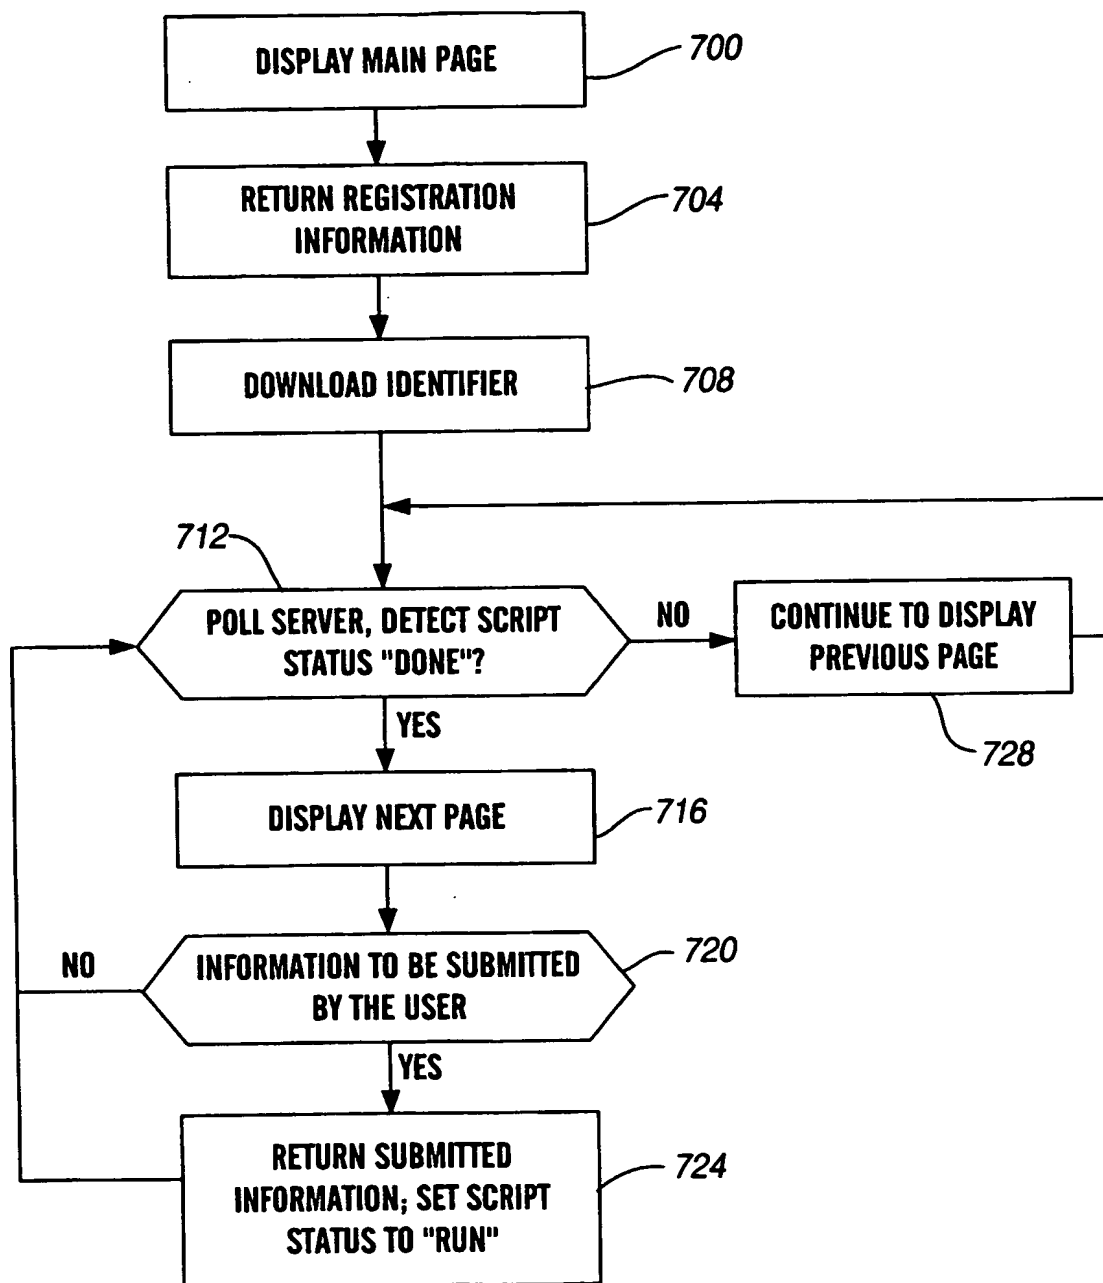 DISPLAY MAIN PAGE
700
RETURN REGISTRATION
INFORMATION
704
DOWNLOAD IDENTIFIER
708
712
POLL SERVER, DETECT SCRIPT
STATUS "DONE"?
NO
CONTINUE TO DISPLAY
PREVIOUS PAGE
728
YES
DISPLAY NEXT PAGE
716
NO
INFORMATION TO BE SUBMITTED
BY THE USER
720
YES
RETURN SUBMITTED
INFORMATION; SET SCRIPT
STATUS TO "RUN"
724